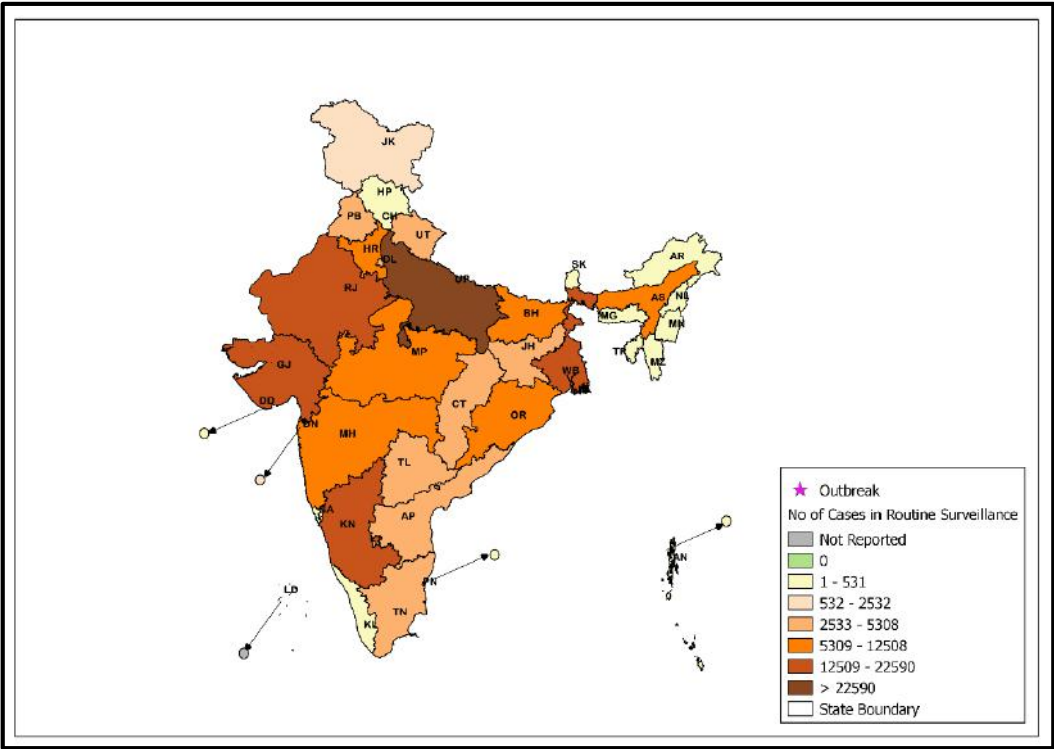 JK
HP
CH
PB
UT
HR
DL
UP
RJ
SK
AR
AS
NL
BH
MG
MN
MP
JH
TR
MZ
GJ
WB
CT
DD
OR
DN
MH
TL
AP
KN
AN
PN
LD
TN
KL
Outbreak
No of Cases in Routine Surveillance
Not Reported
0
1 - 531
532 - 2532
2533 - 5308
5309 - 12508
12509 - 22590
> 22590
State Boundary